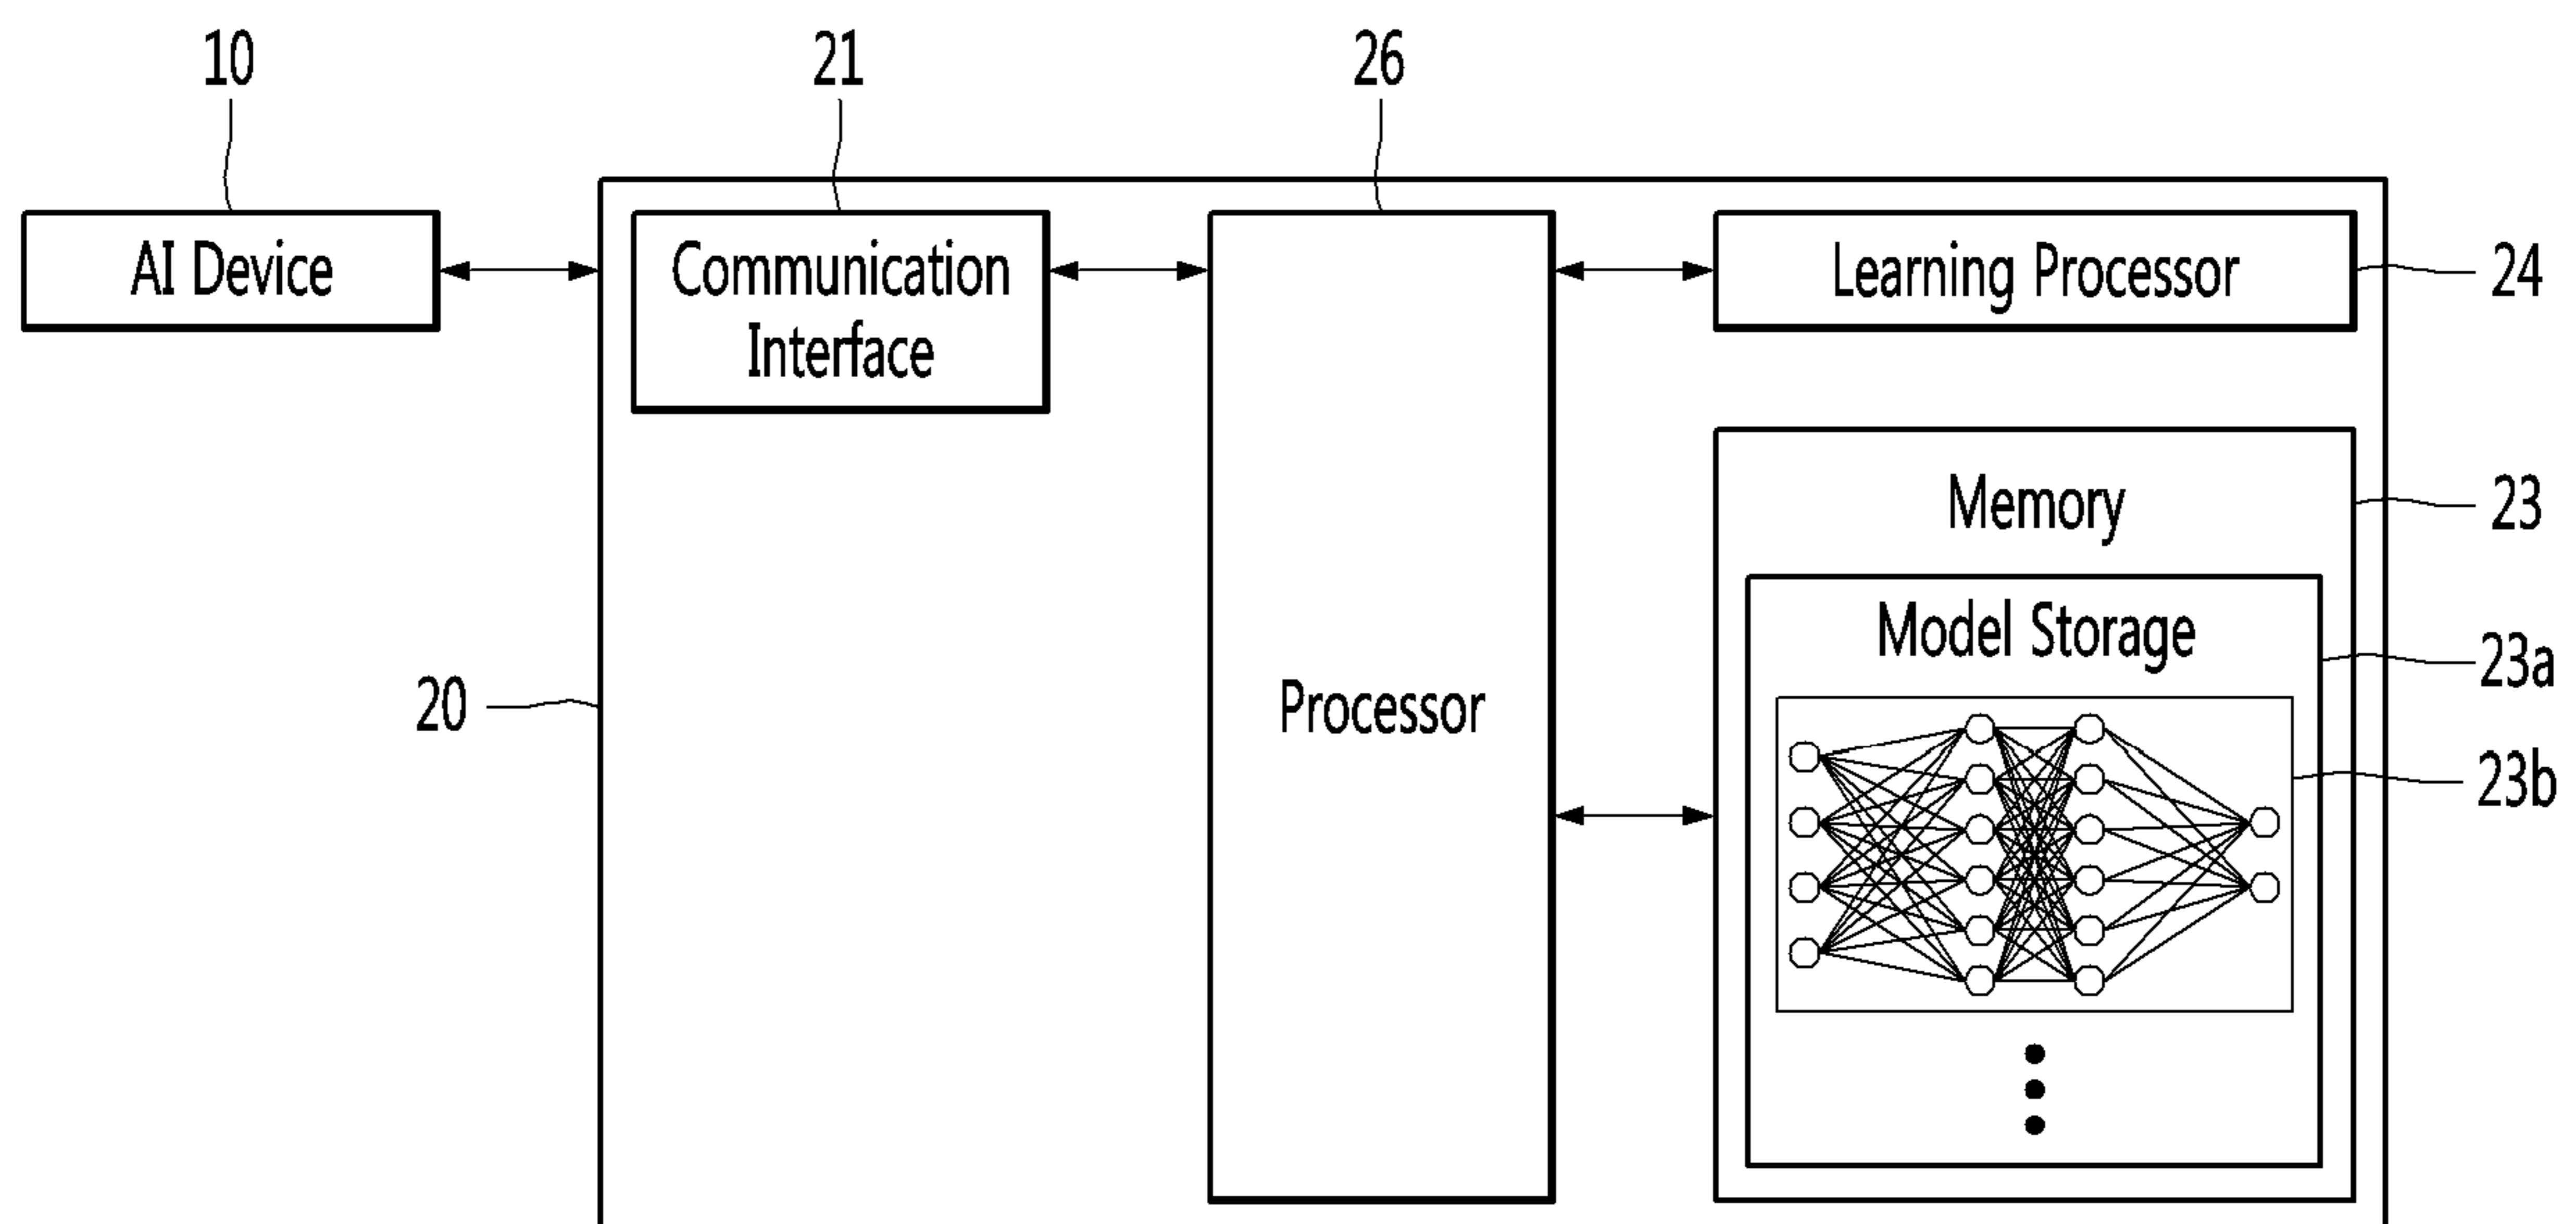 10
21
26
AI Device
Communication
Interface
Learning Processor
24
Memory
23
Model Storage
23a
20
Processor
23b